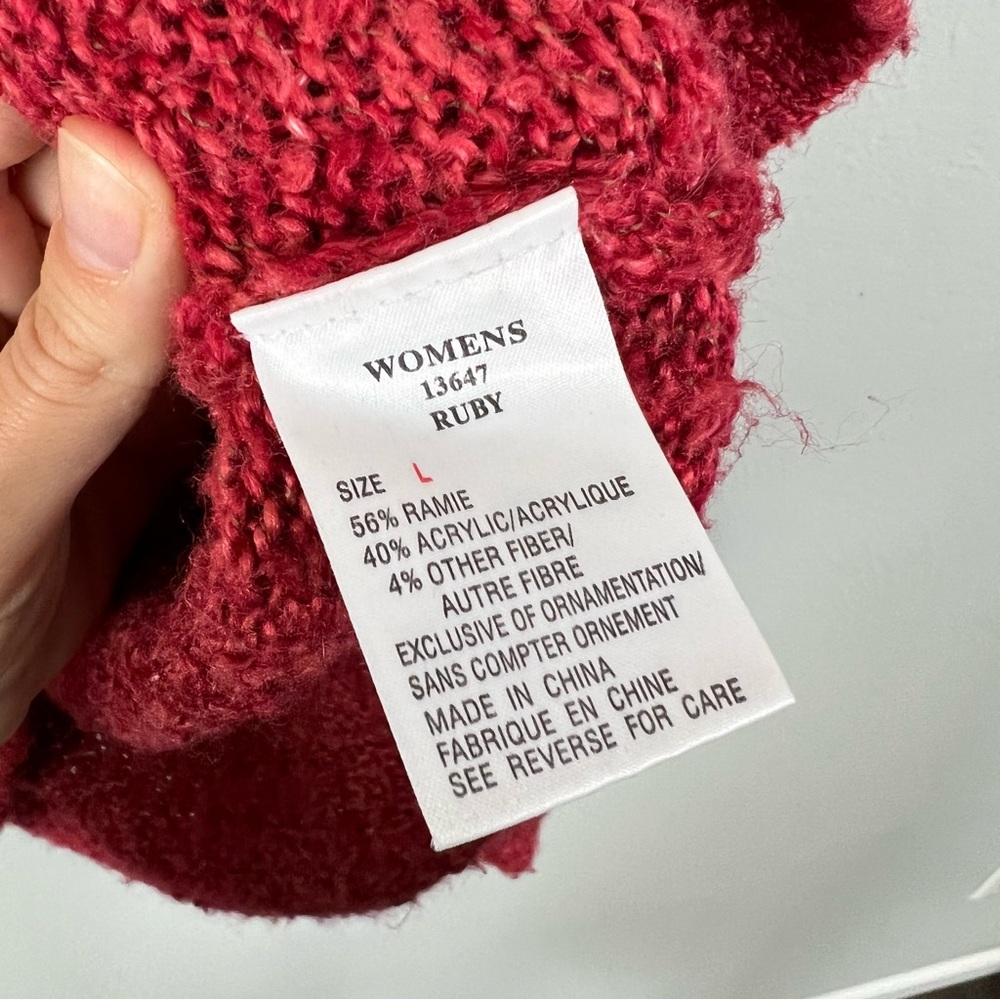 WOMENS
13647
RUBY
SIZE L
56% RAMIE
40% ACRYLIC/ACRYLIQUE
4% OTHER FIBER/
AUTRE FIBRE
EXCLUSIVE OF ORNAMENTATION/
SANS COMPTER ORNEMENT
MADE IN CHINA
FABRIQUE EN CHINE
SEE REVERSE FOR CARE